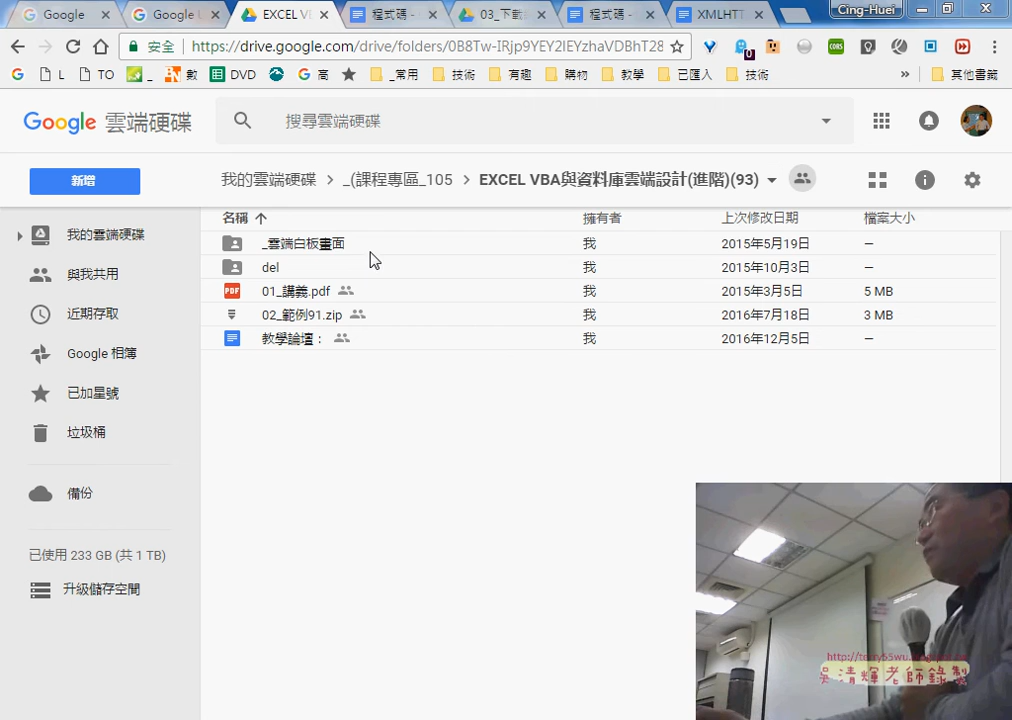 Google
Google U
EXCEL VE
程式碼 -
03_下載
程式碼 -
XMLHTT
Cing-Huei
安全
https://drive.google.com/drive/folders/0B8Tw-IRjp9YEY2lEYzhaVDBhT28
CORS
0
L
TO
_
數
DVD
高
_常用
技術
有趣
購物
教學
已匯入
技術
»
其他書籤
Google 雲端硬碟
搜尋雲端硬碟
新增
我的雲端硬碟 > _(課程專區_105 > EXCEL VBA與資料庫雲端設計(進階)(93)
名稱 擁有者 上次修改日期 檔案大小
_雲端白板畫面 我 2015年5月19日 –
del 我 2015年10月3日 –
PDF 01_講義.pdf 我 2015年3月5日 5 MB
02_範例91.zip 我 2016年7月18日 3 MB
教學論壇： 我 2016年12月5日 –
我的雲端硬碟
與我共用
近期存取
Google 相簿
已加星號
垃圾桶
備份
已使用 233 GB (共 1 TB)
升級儲存空間
吳清輝老師錄製